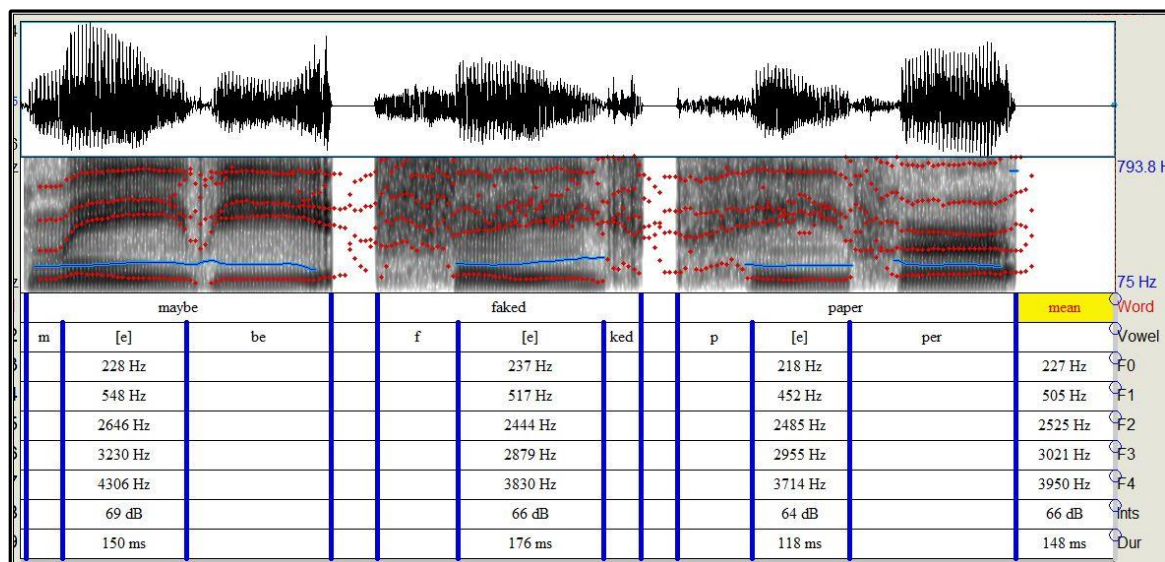 793.8 H
75 Hz
maybe faked paper mean Word
m [e] be f [e] ked p [e] per Vowel
228 Hz 237 Hz 218 Hz 227 Hz F0
548 Hz 517 Hz 452 Hz 505 Hz F1
2646 Hz 2444 Hz 2485 Hz 2525 Hz F2
3230 Hz 2879 Hz 2955 Hz 3021 Hz F3
4306 Hz 3830 Hz 3714 Hz 3950 Hz F4
69 dB 66 dB 64 dB 66 dB Ints
150 ms 176 ms 118 ms 148 ms Dur